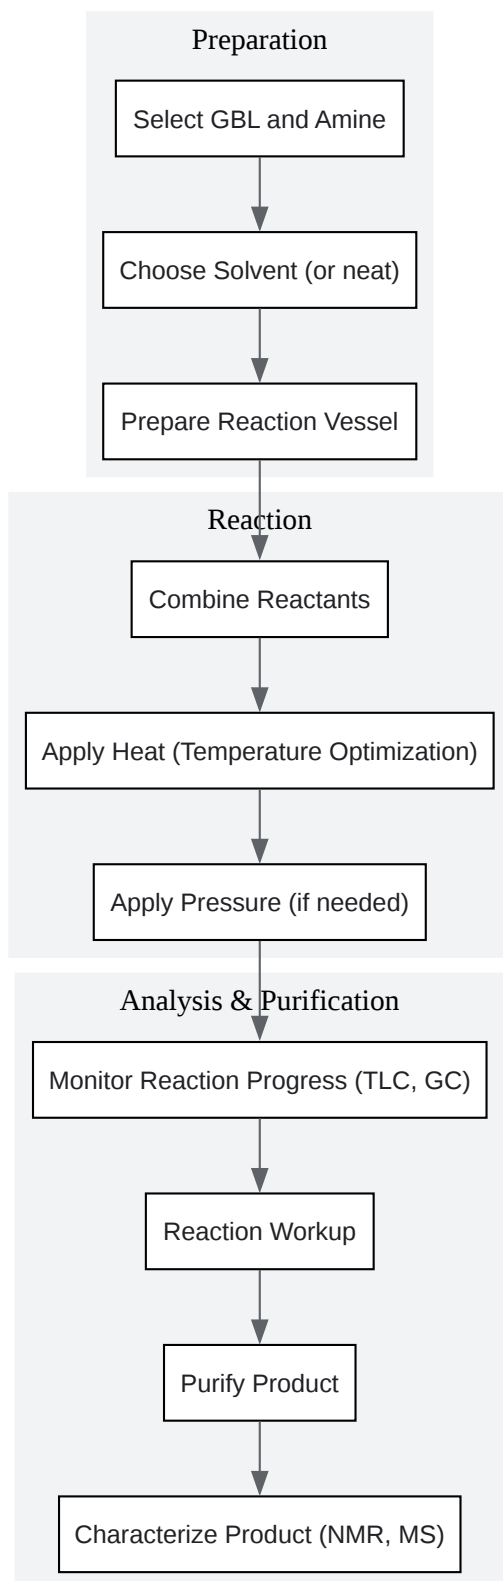 Preparation
Select GBL and Amine
Choose Solvent (or neat)
Prepare Reaction Vessel
Reaction
Combine Reactants
Apply Heat (Temperature Optimization)
Apply Pressure (if needed)
Analysis & Purification
Monitor Reaction Progress (TLC, GC)
Reaction Workup
Purify Product
Characterize Product (NMR, MS)